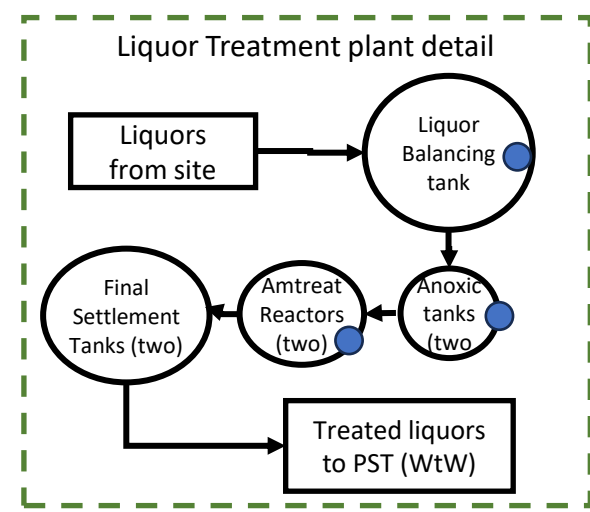 Liquor Treatment plant detail
Liquors
from site
Liquor
Balancing
tank
Anoxic
tanks
(two
Amtreat
Reactors
(two)
Final
Settlement
Tanks (two)
Treated liquors
to PST (WtW)